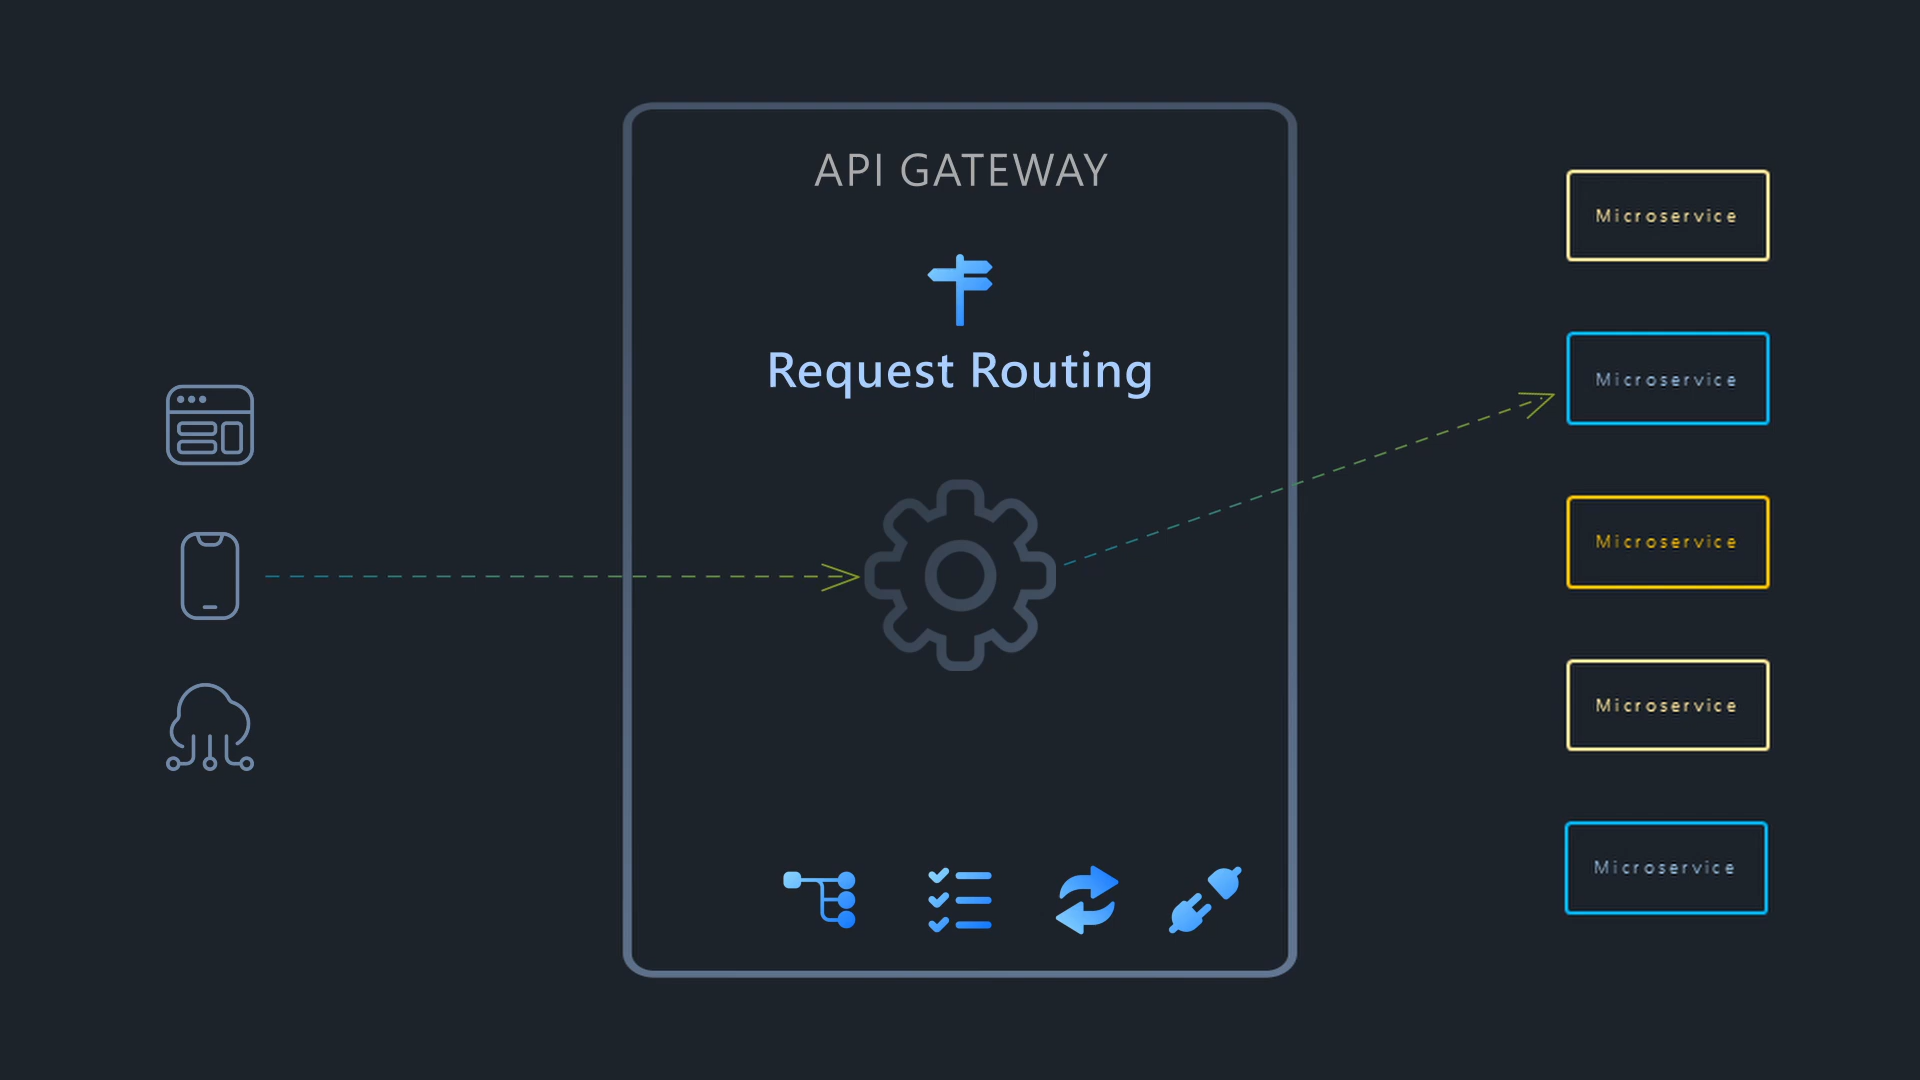 API GATEWAY
Request Routing
Microservice
Microservice
Microservice
Microservice
Microservice